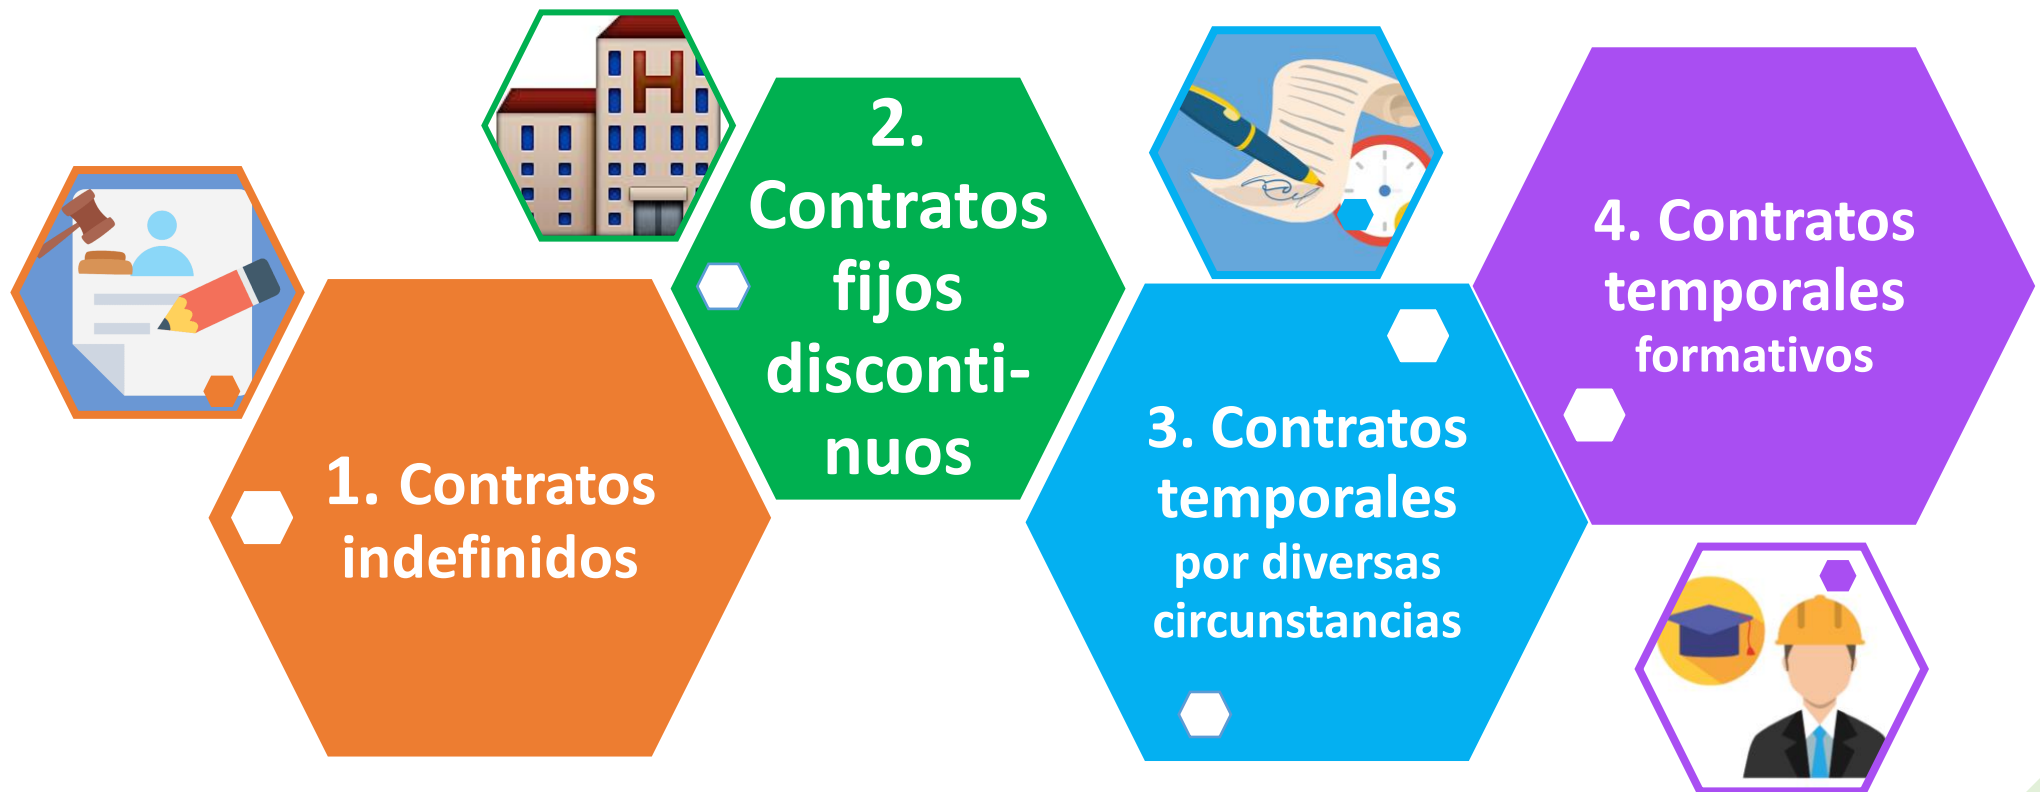 1. Contratos
indefinidos
2.
Contratos
fijos
disconti-
nuos
3. Contratos
temporales
por diversas
circunstancias
4. Contratos
temporales
formativos
H